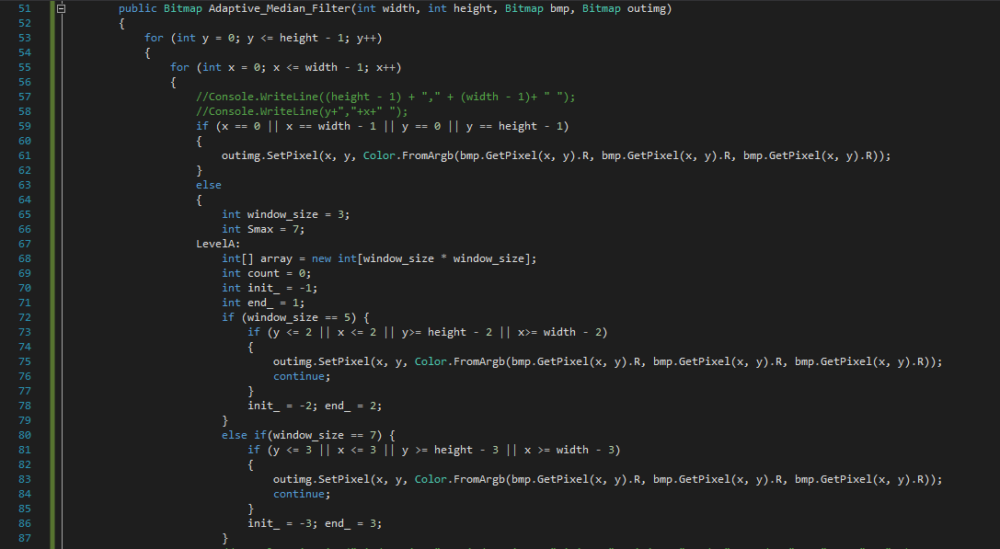 51 public Bitmap Adaptive_Median_Filter(int width, int height, Bitmap bmp, Bitmap outimg)
52 {
53 for (int y = 0; y <= height - 1; y++)
54 {
55 for (int x = 0; x <= width - 1; x++)
56 {
57 //Console.WriteLine((height - 1) + "," + (width - 1)+ " ");
58 //Console.WriteLine(y+","+x+" ");
59 if (x == 0 || x == width - 1 || y == 0 || y == height - 1)
60 {
61 outimg.SetPixel(x, y, Color.FromArgb(bmp.GetPixel(x, y).R, bmp.GetPixel(x, y).R, bmp.GetPixel(x, y).R));
62 }
63 else
64 {
65 int window_size = 3;
66 int Smax = 7;
67 LevelA:
68 int[] array = new int[window_size * window_size];
69 int count = 0;
70 int init_ = -1;
71 int end_ = 1;
72 if (window_size == 5) {
73 if (y <= 2 || x <= 2 || y>= height - 2 || x>= width - 2)
74 {
75 outimg.SetPixel(x, y, Color.FromArgb(bmp.GetPixel(x, y).R, bmp.GetPixel(x, y).R, bmp.GetPixel(x, y).R));
76 continue;
77 }
78 init_ = -2; end_ = 2;
79 }
80 else if(window_size == 7) {
81 if (y <= 3 || x <= 3 || y >= height - 3 || x >= width - 3)
82 {
83 outimg.SetPixel(x, y, Color.FromArgb(bmp.GetPixel(x, y).R, bmp.GetPixel(x, y).R, bmp.GetPixel(x, y).R));
84 continue;
85 }
86 init_ = -3; end_ = 3;
87 }